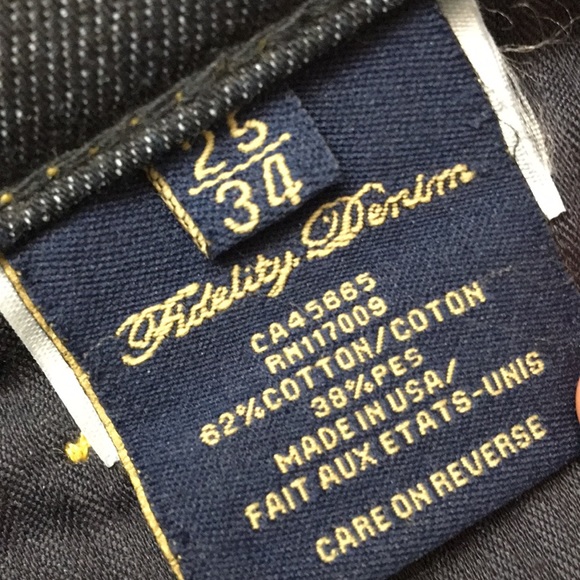 25
34
Fidelity Denim
CA45665
RN117009
62%COTTON/COTON
38%PES
MADE IN USA/
FAIT AUX ETATS-UNIS
CARE ON REVERSE